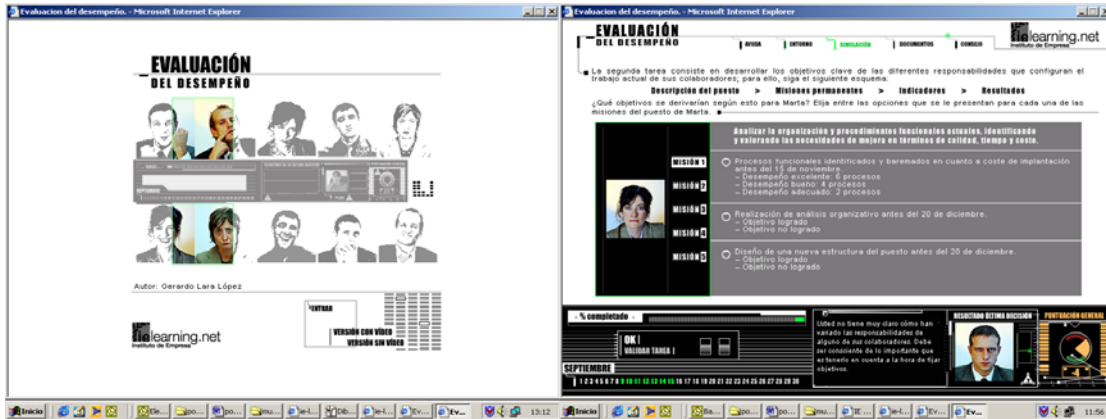 Evaluacion del desempeño. - Microsoft Internet Explorer
_EVALUACIÓN
DEL DESEMPEÑO
SEPTIEMBRE
Autor: Gerardo Lara López
ENTRAR
VERSIÓN CON VÍDEO
VERSIÓN SIN VÍDEO
ielearning.net
Instituto de Empresa
Inicio
13:12
Evaluacion del desempeño. - Microsoft Internet Explorer
_EVALUACIÓN
DEL DESEMPEÑO
AYUDA
ENTORNO
SIMULACIÓN
DOCUMENTOS
CONSEJO
ielearning.net
Instituto de Empresa
La segunda tarea consiste en desarrollar los objetivos clave de las diferentes responsabilidades que configuran el
trabajo actual de sus colaboradores; para ello, siga el siguiente esquema:
Descripción del puesto > Misiones permanentes > Indicadores > Resultados
¿Qué objetivos se derivarían según esto para Marta? Elija entre las opciones que se le presentan para cada una de las
misiones del puesto de Marta.
Analizar la organización y procedimientos funcionales actuales, identificando
y valorando las necesidades de mejora en términos de calidad, tiempo y coste.
MISIÓN 1
MISIÓN 2
MISIÓN 3
MISIÓN 4
MISIÓN 5
Procesos funcionales identificados y baremados en cuanto a coste de implantación
antes del 15 de noviembre.
– Desempeño excelente: 6 procesos
– Desempeño bueno: 4 procesos
– Desempeño adecuado: 2 procesos
Realización de análisis organizativo antes del 20 de diciembre.
– Objetivo logrado
– Objetivo no logrado
Diseño de una nueva estructura del puesto antes del 20 de diciembre.
– Objetivo logrado
– Objetivo no logrado
- % completado -
OK |
VALIDAR TAREA |
SEPTIEMBRE
1 2 3 4 5 6 7 8 9 10 11 12 13 14 15 16 17 18 19 20 21 22 23 24 25 26 27 28 29 30
Usted no tiene muy claro cómo han
variado las responsabilidades de
alguno de sus colaboradores. Debe
ser consciente de lo importante que
es tenerlo en cuenta a la hora de fijar
objetivos.
RESULTADO ÚLTIMA DECISIÓN
PUNTUACIÓN GENERAL
Inicio
11:56